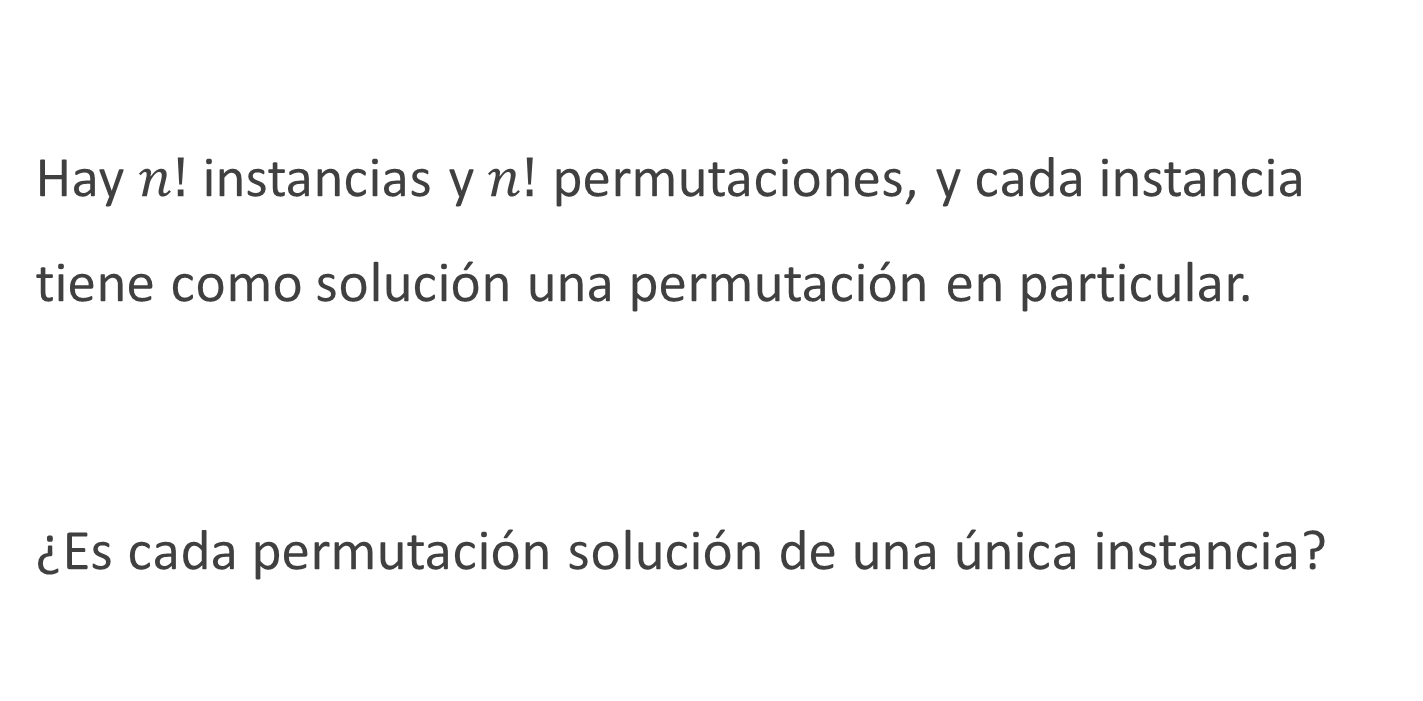 Hay 𝑛! instancias y 𝑛! permutaciones, y cada instancia
tiene como solución una permutación en particular.
¿Es cada permutación solución de una única instancia?